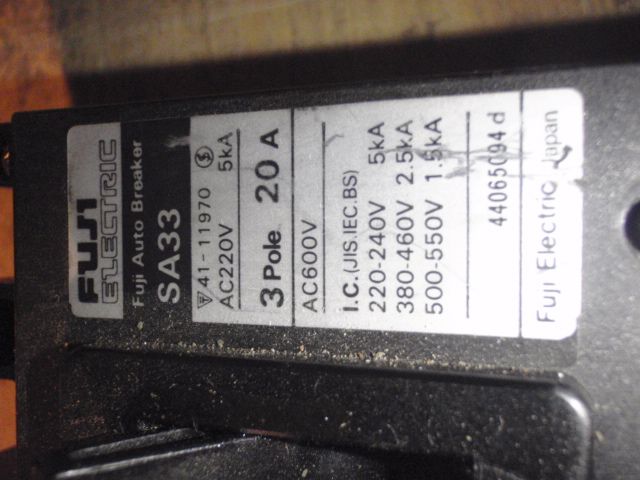 FUJI
ELECTRIC
Fuji Auto Breaker
SA33
41-11970
AC220V 5kA
3 Pole 20 A
AC600V
I.C.(JIS.IEC.BS)
220-240V 5kA
380-460V 2.5kA
500-550V 1.5kA
44065094 d
Fuji Electric Japan